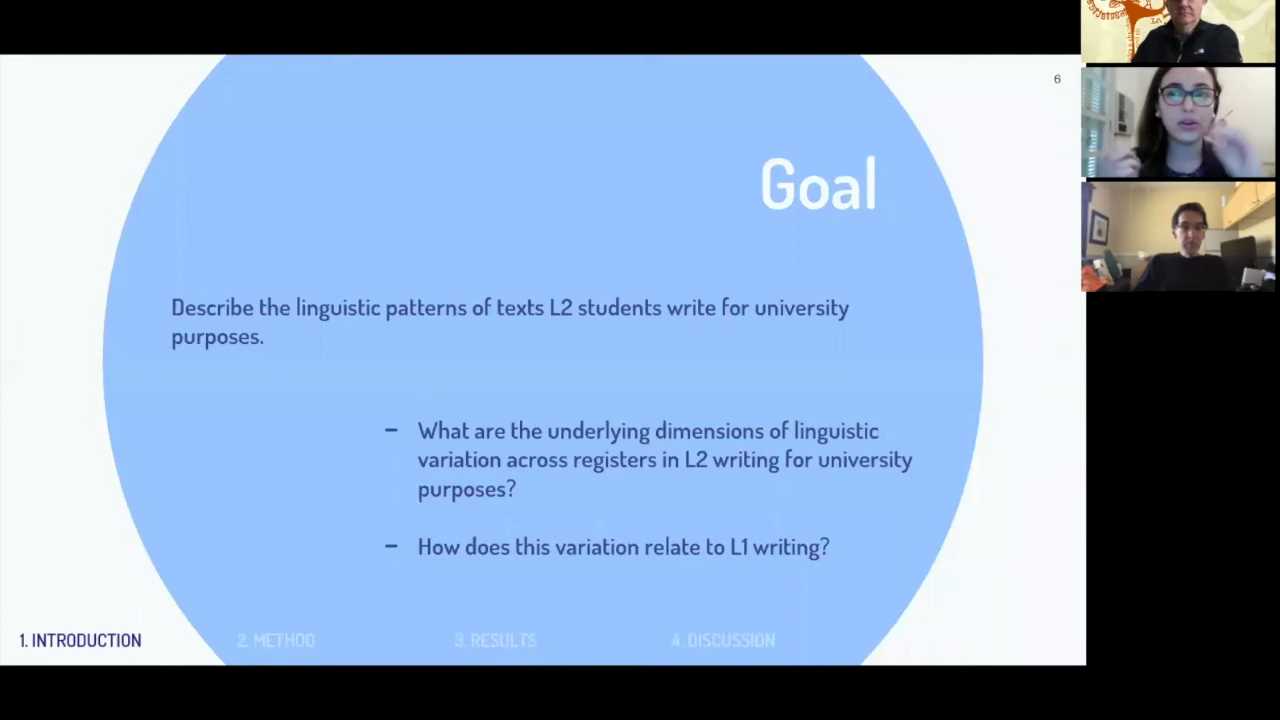 6
Goal
Describe the linguistic patterns of texts L2 students write for university
purposes.
− What are the underlying dimensions of linguistic
variation across registers in L2 writing for university
purposes?
− How does this variation relate to L1 writing?
1. INTRODUCTION
2. METHOD
3. RESULTS
4. DISCUSSION